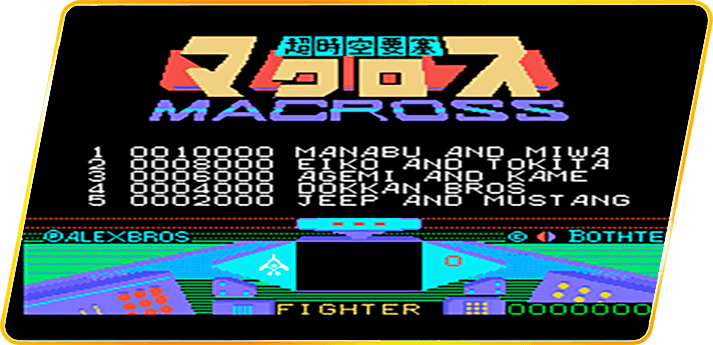 超時空要塞
マクロス
MACROSS
1 0010000 MANABU AND MIWA
2 0008000 EIKO AND TOKITA
3 0006000 AGEMI AND KAME
4 0004000 DOKKAN BROS
5 0002000 JEEP AND MUSTANG
®ALEXBROS © BOTHTE
FIGHTER 0000000